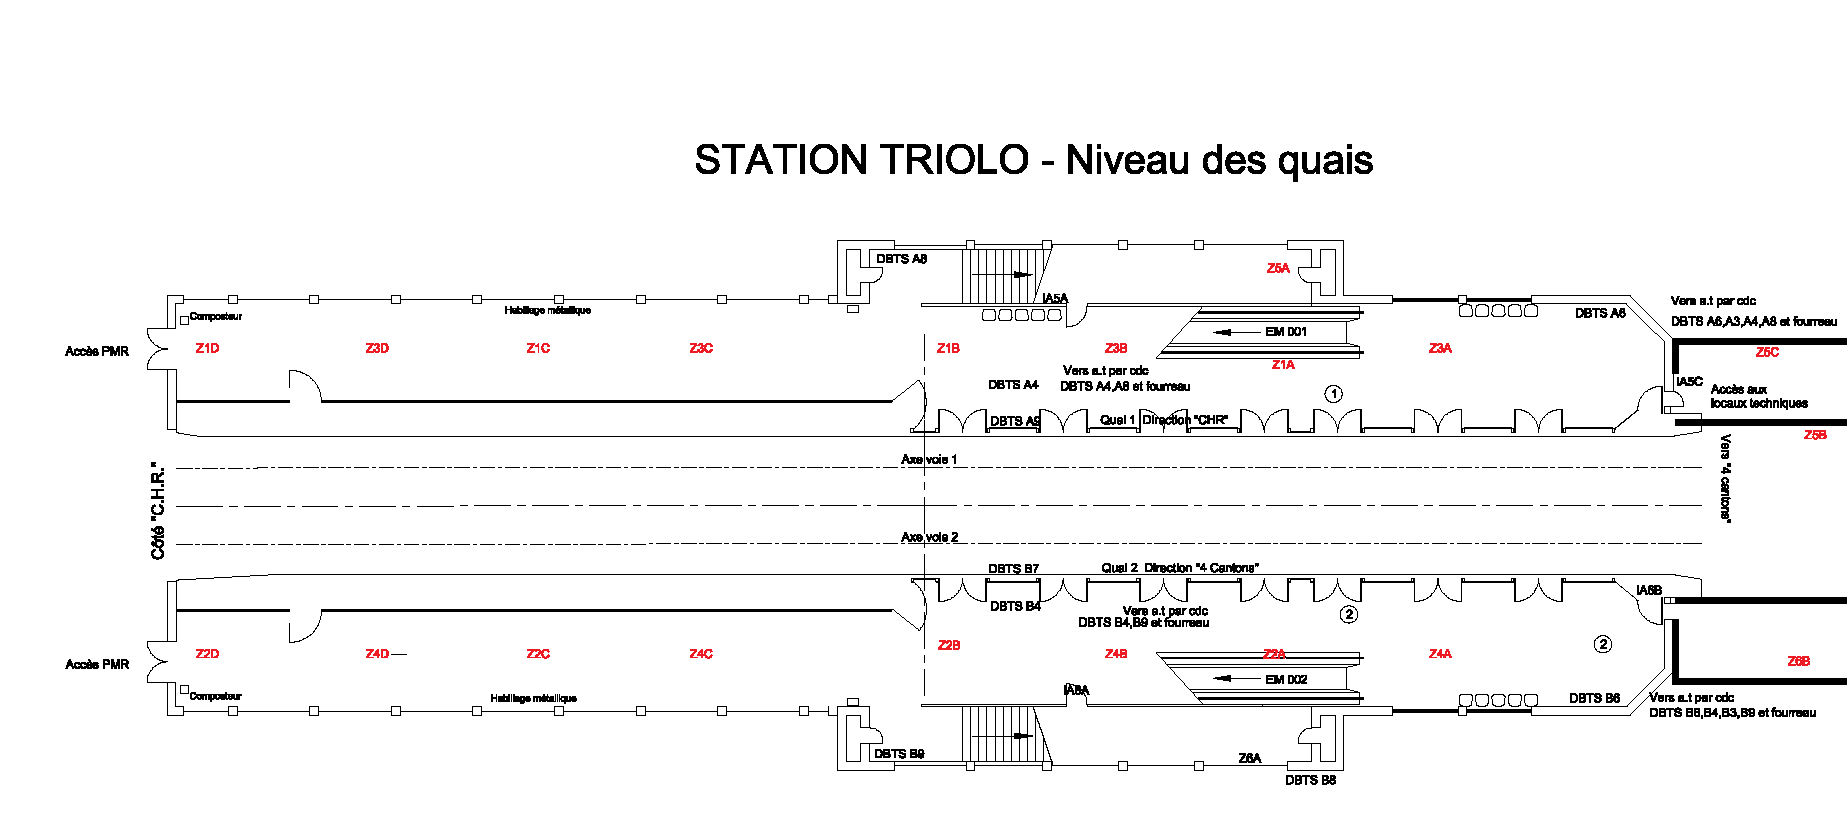 STATION TRIOLO - Niveau des quais
DBTS A8
Z5A
IA5A
Composteur
Habillage métallique
DBTS A6
Vers a.t par cdc
DBTS A6,A3,A4,A8 et fourreau
EM 001
Accès PMR
Z1D
Z3D
Z1C
Z3C
Z1B
Z3B
Z3A
Z5C
Z1A
Vers a.t par cdc
DBTS A4,A8 et fourreau
DBTS A4
IA5C
Accès aux
locaux techniques
1
DBTS A9
Quai 1 Direction "CHR"
Z5B
Axe voie 1
Côté "C.H.R."
Vers "4 cantons"
Axe voie 2
DBTS B7
Quai 2 Direction "4 Cantons"
IA6B
DBTS B4
Vers a.t par cdc
DBTS B4,B9 et fourreau
2
2
Z2B
Accès PMR
Z2D
Z4D
Z2C
Z4C
Z4B
Z2A
Z4A
Z6B
EM 002
IA6A
Composteur
Habillage métallique
DBTS B6
Vers a.t par cdc
DBTS B6,B4,B3,B9 et fourreau
DBTS B9
Z6A
DBTS B8